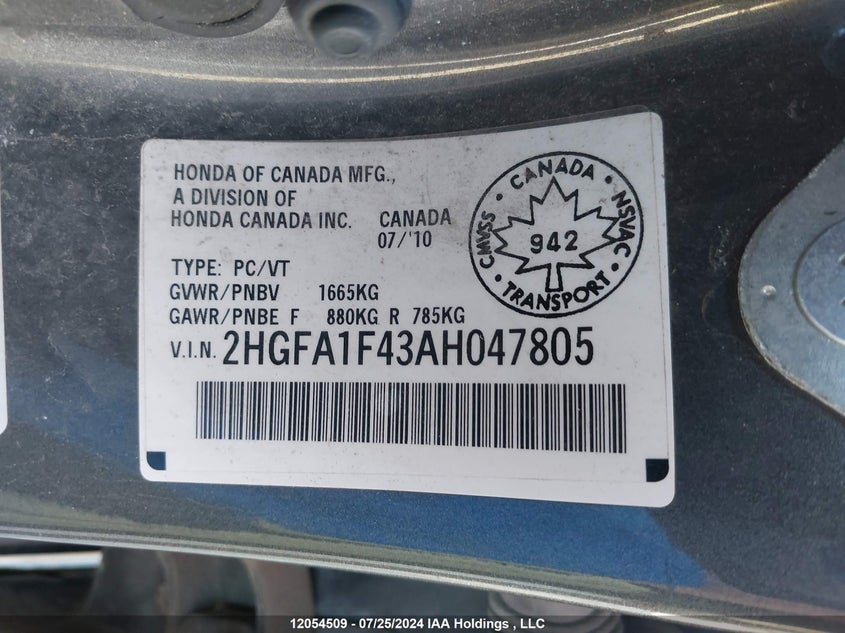 HONDA OF CANADA MFG.,
A DIVISION OF
HONDA CANADA INC. CANADA
07/'10
TYPE: PC/VT
GVWR/PNBV 1665KG
GAWR/PNBE F 880KG R 785KG
V.I.N. 2HGFA1F43AH047805
CANADA
CMVSS • NSVAC
942
TRANSPORT
12054509 - 07/25/2024 IAA Holdings , LLC